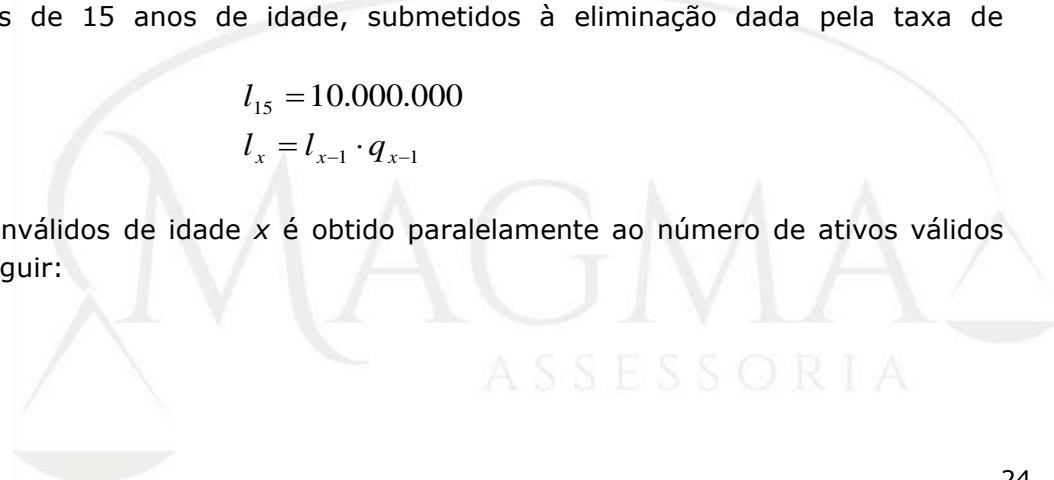 s de 15 anos de idade, submetidos à eliminação dada pela taxa de
l₁₅ = 10.000.000
lₓ = lₓ₋₁ · qₓ₋₁
nválidos de idade x é obtido paralelamente ao número de ativos válidos
guir:
MAGMA
ASSESSORIA
24